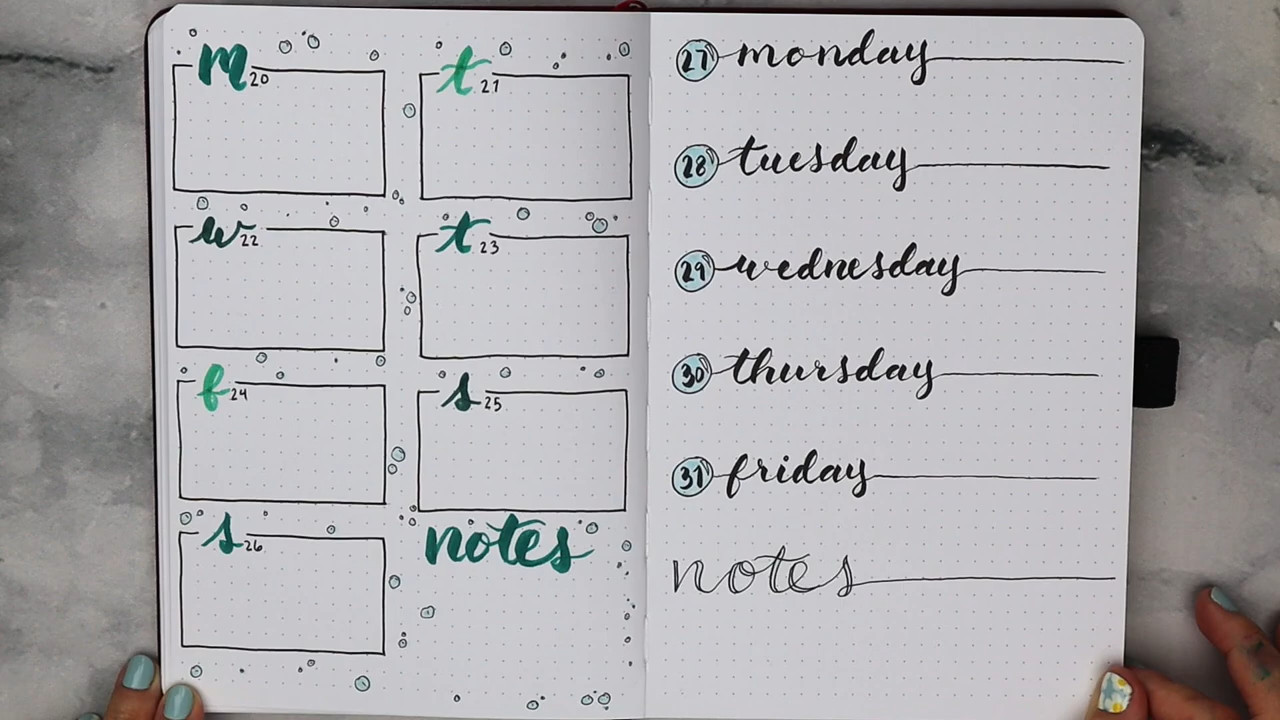 m 20
t 21
w 22
t 23
f 24
s 25
s 26
notes
27 monday
28 tuesday
29 wednesday
30 thursday
31 friday
notes